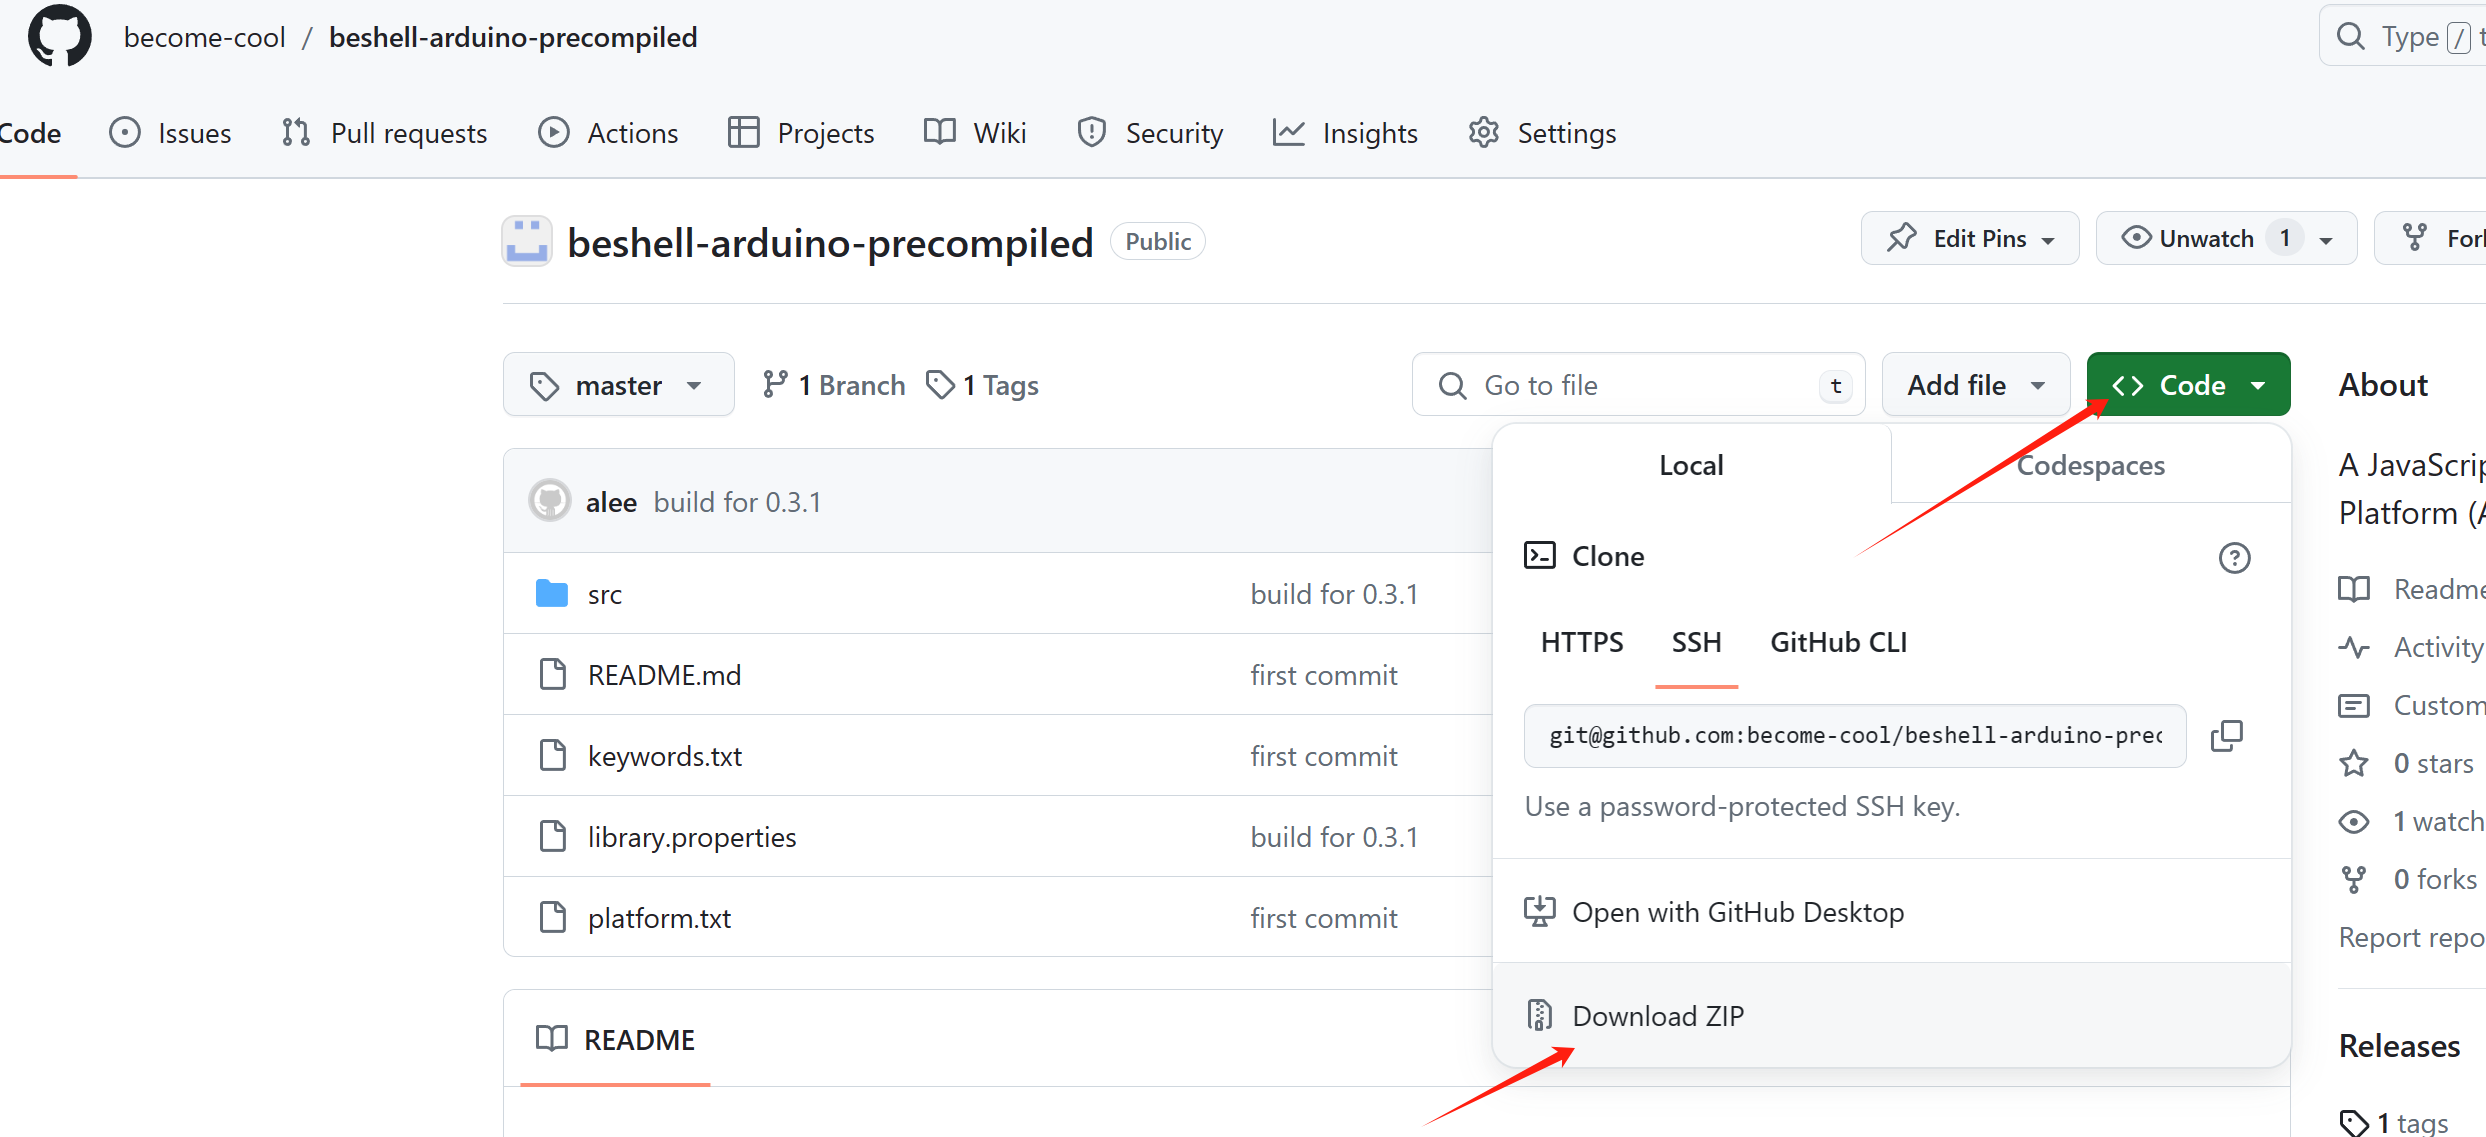 become-cool / beshell-arduino-precompiled
Type / t
Code Issues Pull requests Actions Projects Wiki Security Insights Settings
beshell-arduino-precompiled Public
Edit Pins Unwatch 1 Fork
master 1 Branch 1 Tags
Go to file t Add file <> Code
About
Local Codespaces
A JavaScrip
Platform (A
alee build for 0.3.1
Clone
src build for 0.3.1
Readme
HTTPS SSH GitHub CLI
Activity
README.md first commit
Custom
git@github.com:become-cool/beshell-arduino-prec
keywords.txt first commit
0 stars
Use a password-protected SSH key.
1 watch
library.properties build for 0.3.1
0 forks
Open with GitHub Desktop
platform.txt first commit
Report repo
Download ZIP
README
Releases
1 tags